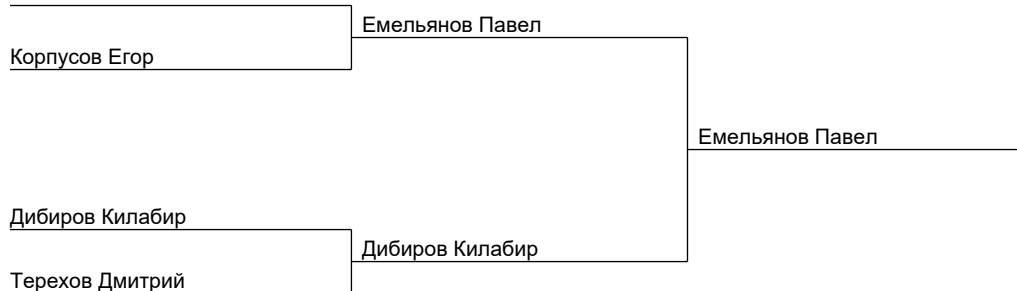 Емельянов Павел
Корпусов Егор
Емельянов Павел
Дибиров Килабир
Дибиров Килабир
Терехов Дмитрий